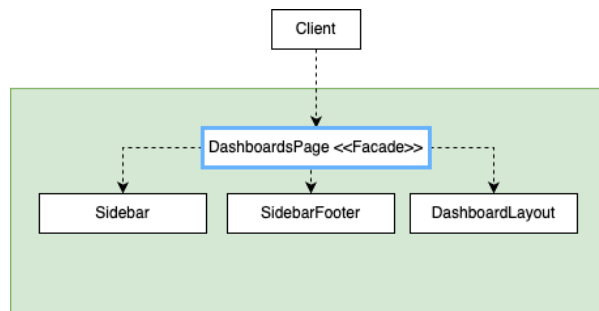 Client
DashboardsPage <<Facade>>
Sidebar
SidebarFooter
DashboardLayout